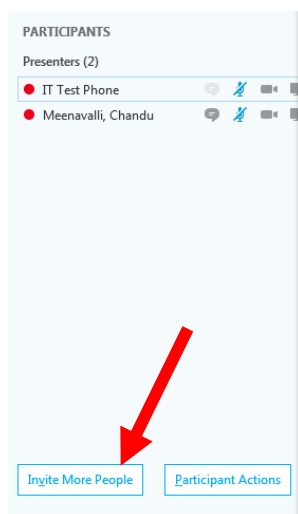 PARTICIPANTS
Presenters (2)
IT Test Phone
Meenavalli, Chandu
Invite More People
Participant Actions